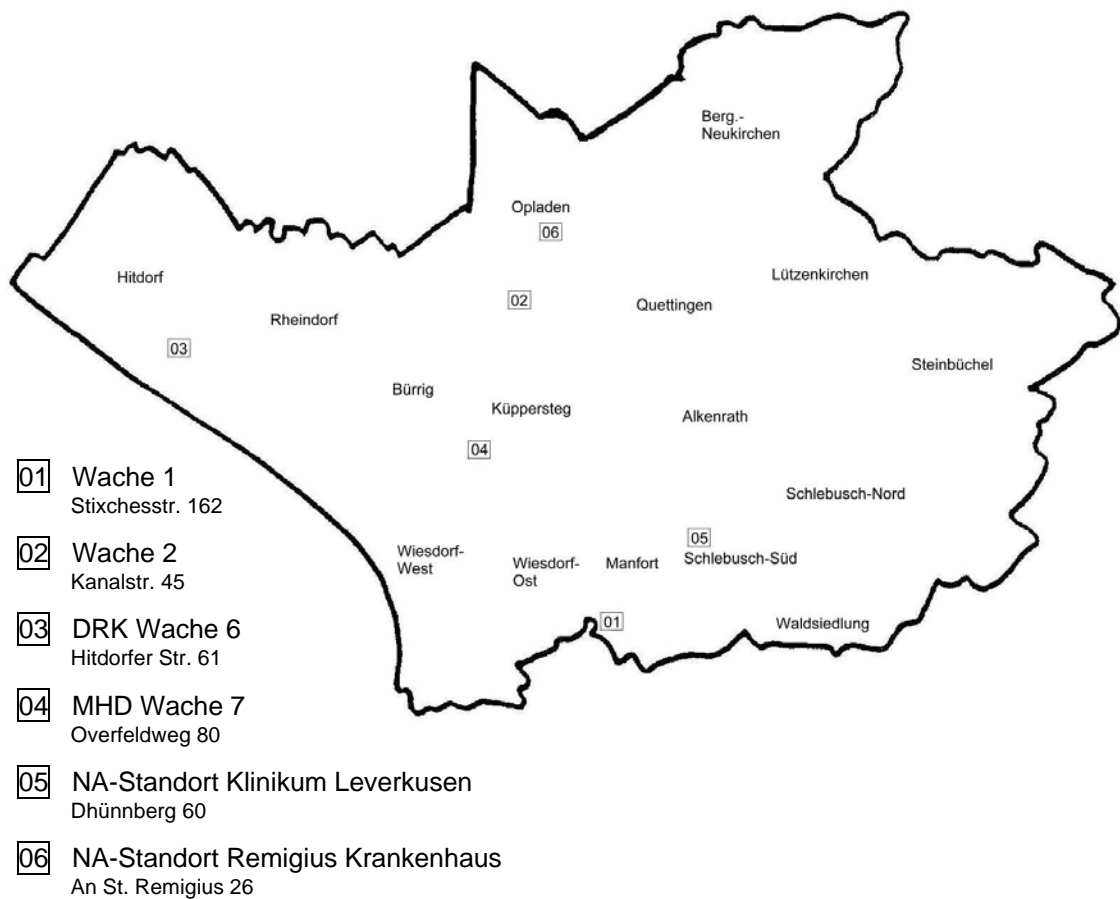 Berg.-
Neukirchen
Opladen
06
Hitdorf
Lützenkirchen
02
Quettingen
Rheindorf
03
Steinbüchel
Bürrig
Küppersteg
Alkenrath
04
Schlebusch-Nord
05
Wiesdorf-
West
Wiesdorf-
Ost
Manfort
Schlebusch-Süd
01
Waldsiedlung
01 Wache 1
Stixchesstr. 162
02 Wache 2
Kanalstr. 45
03 DRK Wache 6
Hitdorfer Str. 61
04 MHD Wache 7
Overfeldweg 80
05 NA-Standort Klinikum Leverkusen
Dhünnberg 60
06 NA-Standort Remigius Krankenhaus
An St. Remigius 26